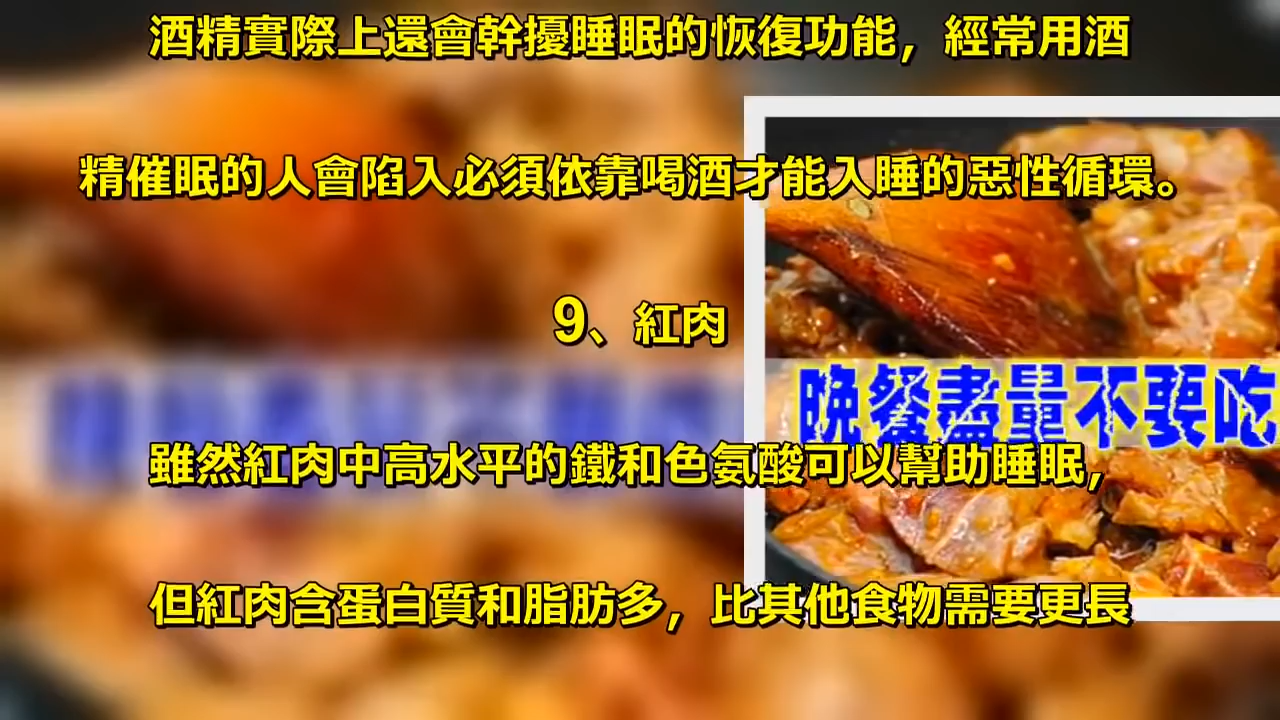 酒精實際上還會幹擾睡眠的恢復功能，經常用酒
精催眠的人會陷入必須依靠喝酒才能入睡的惡性循環。
9、紅肉
晚餐盡量不要吃
雖然紅肉中高水平的鐵和色氨酸可以幫助睡眠，
但紅肉含蛋白質和脂肪多，比其他食物需要更長